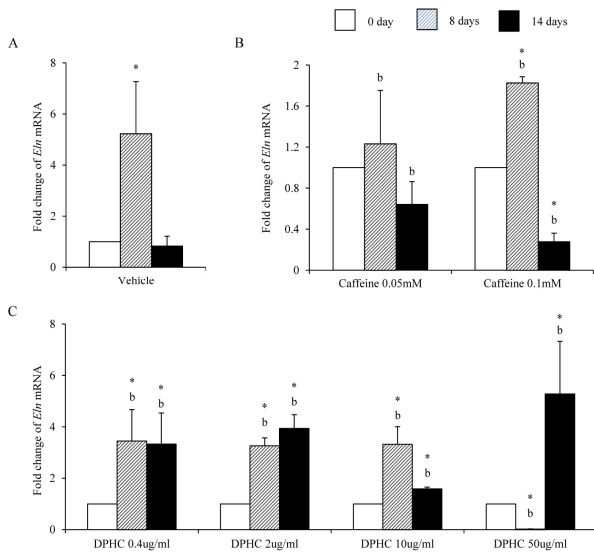 0 day 8 days 14 days
A
Fold change of Eln mRNA
8
6
4
2
0
*
Vehicle
B
Fold change of Eln mRNA
2
1.6
1.2
0.8
0.4
0
b
b
*
b
*
b
Caffeine 0.05mM Caffeine 0.1mM
C
Fold change of Eln mRNA
8
6
4
2
0
*
b
*
b
*
b
*
b
*
b
*
b
*
b
*
b
DPHC 0.4ug/ml DPHC 2ug/ml DPHC 10ug/ml DPHC 50ug/ml